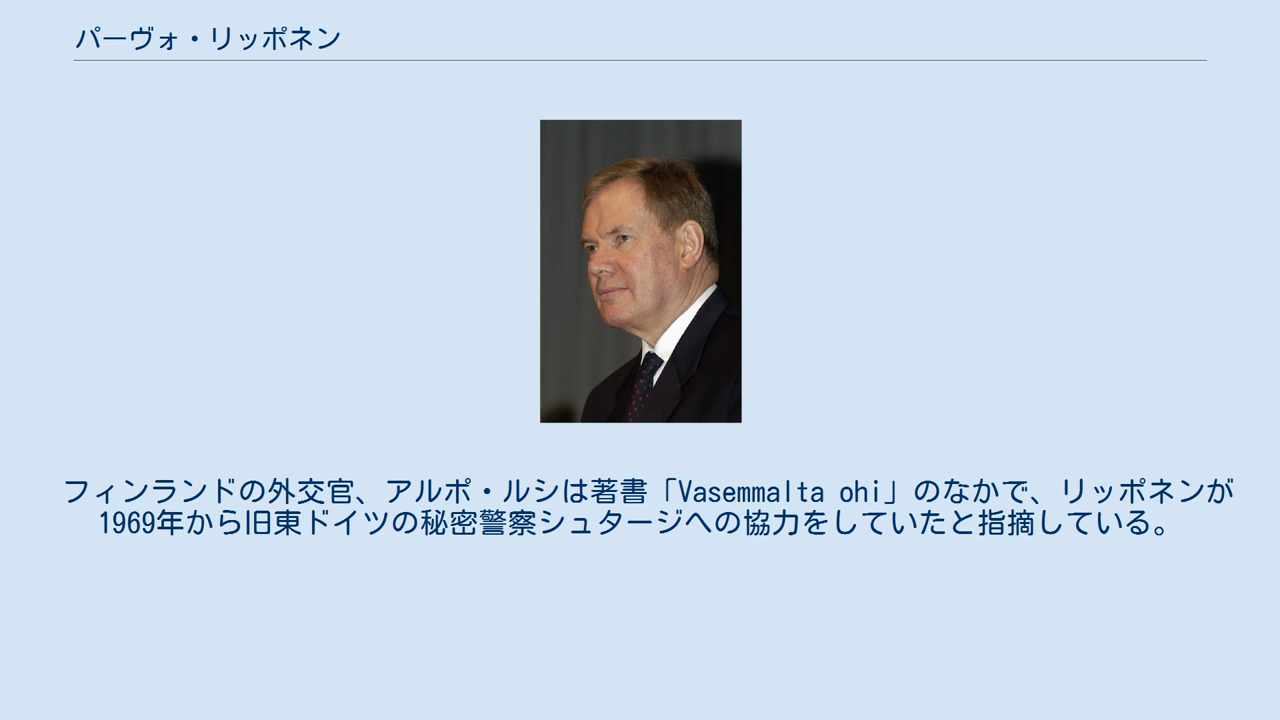 パーヴォ・リッポネン
フィンランドの外交官、アルポ・ルシは著書「Vasemmalta ohi」のなかで、リッポネンが
1969年から旧東ドイツの秘密警察シュタージへの協力をしていたと指摘している。